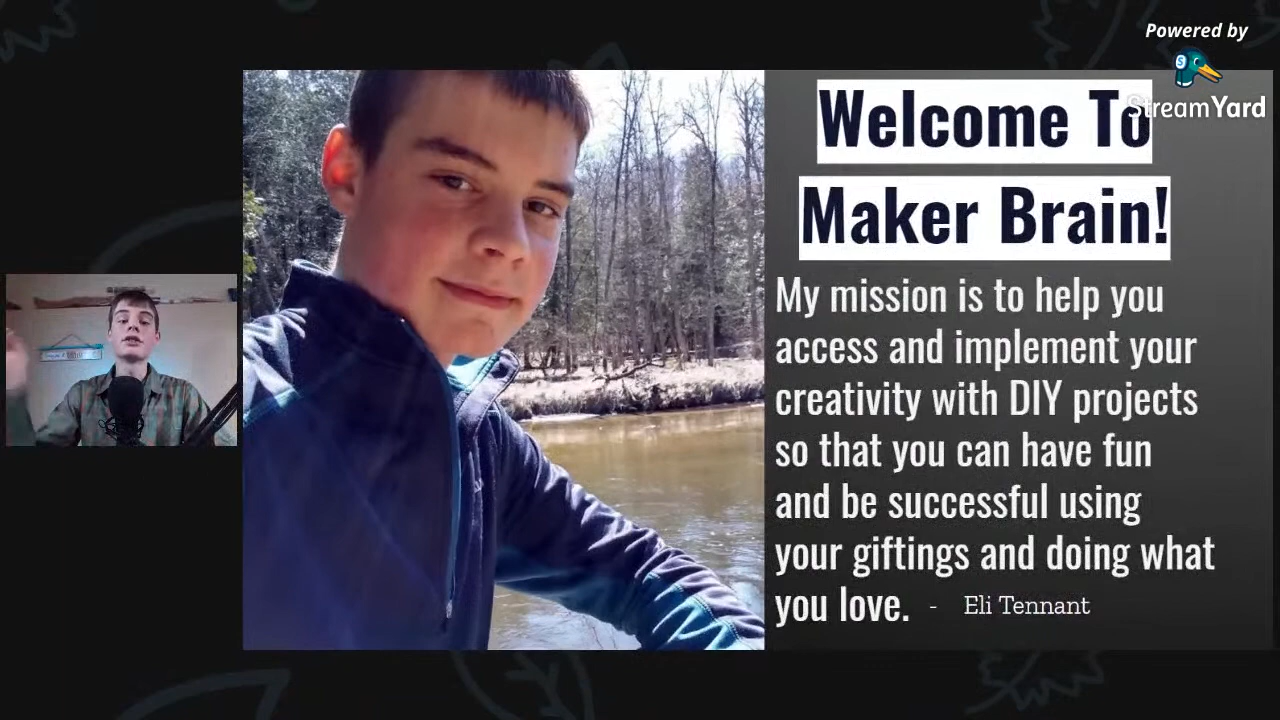 Powered by
StreamYard
Welcome To
Maker Brain!
My mission is to help you
access and implement your
creativity with DIY projects
so that you can have fun
and be successful using
your giftings and doing what
you love. - Eli Tennant